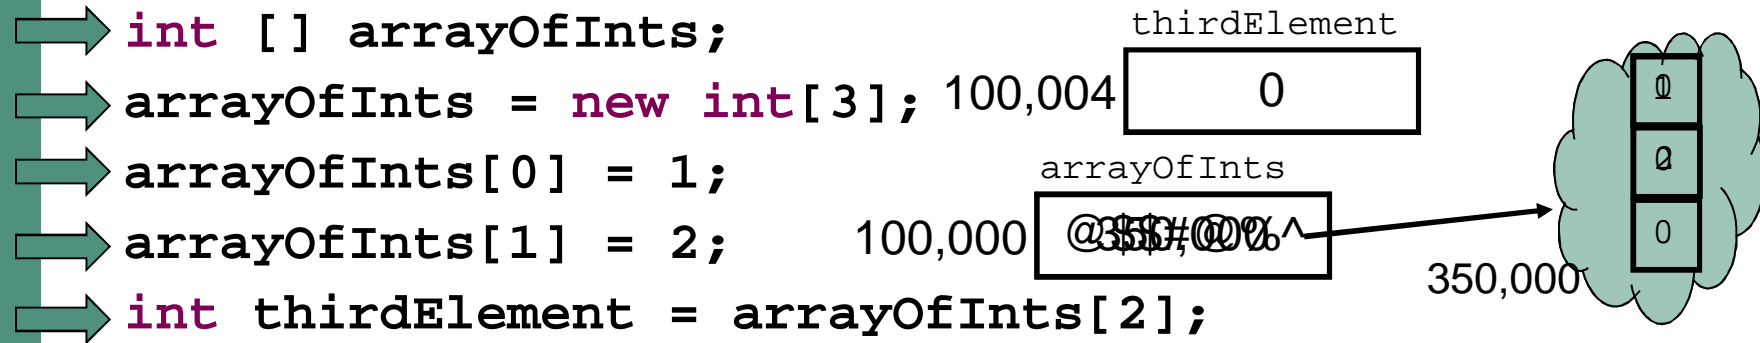 int [] arrayOfInts;
arrayOfInts = new int[3];
arrayOfInts[0] = 1;
arrayOfInts[1] = 2;
int thirdElement = arrayOfInts[2];
thirdElement
100,004
0
arrayOfInts
100,000
350,000
0